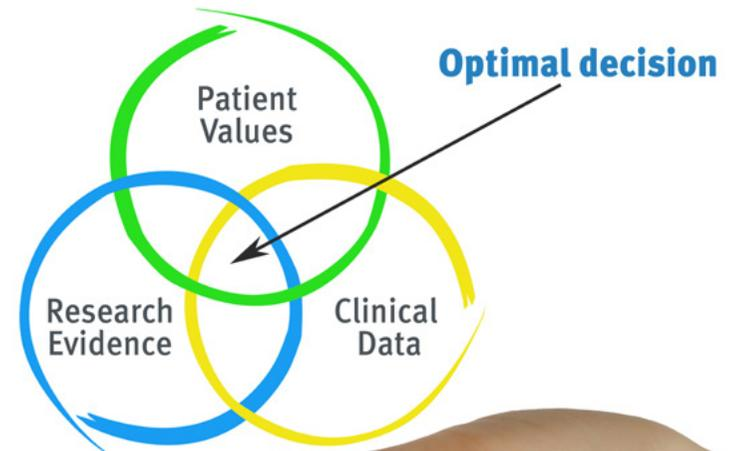 Optimal decision
Patient
Values
Research
Evidence
Clinical
Data